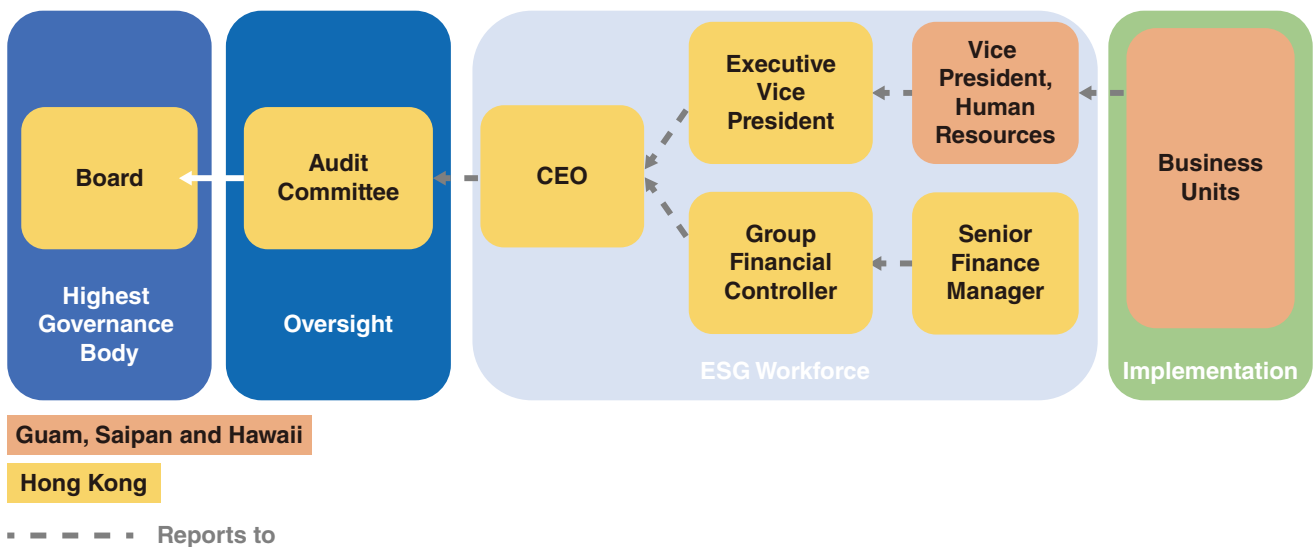 Board
Highest
Governance
Body
Audit
Committee
Oversight
CEO
Executive
Vice
President
Vice
President,
Human
Resources
Group
Financial
Controller
Senior
Finance
Manager
ESG Workforce
Business
Units
Implementation
Guam, Saipan and Hawaii
Hong Kong
Reports to